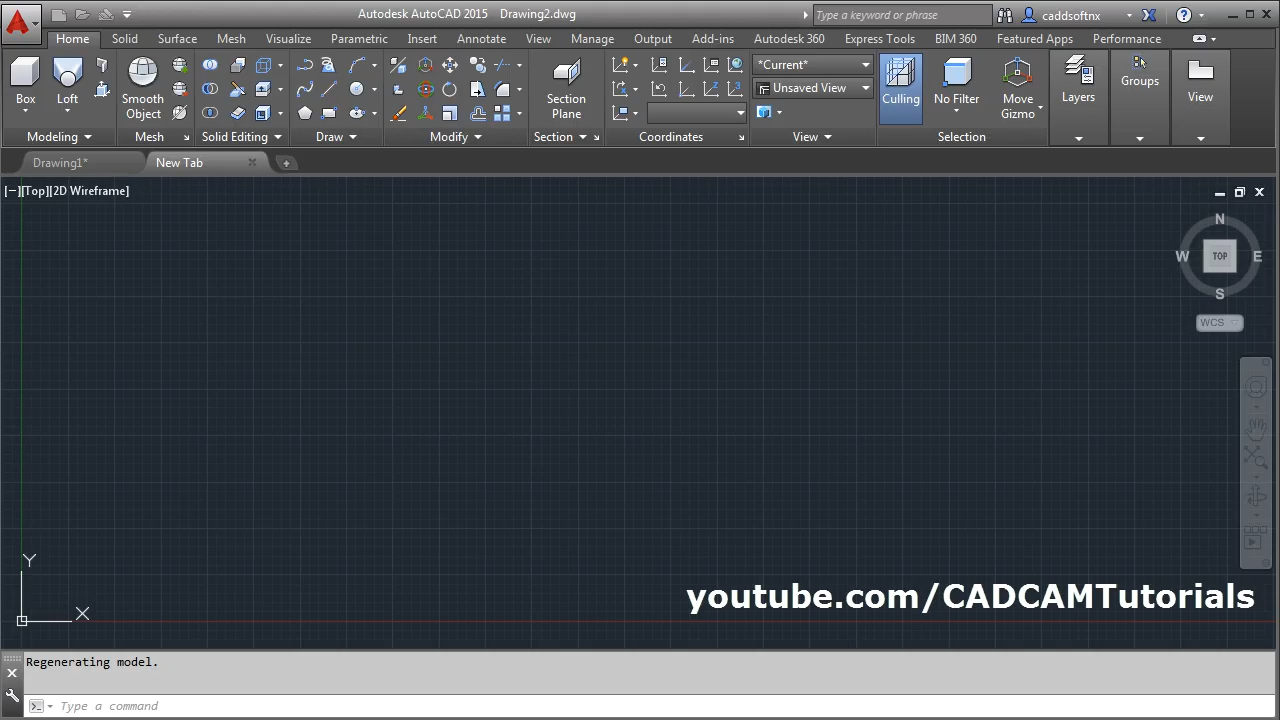 Autodesk AutoCAD 2015 Drawing2.dwg
Type a keyword or phrase
caddsoftnx
Home Solid Surface Mesh Visualize Parametric Insert Annotate View Manage Output Add-ins Autodesk 360 Express Tools BIM 360 Featured Apps Performance
*Current*
Unsaved View
Box Loft Smooth Object Section Plane Culling No Filter Move Gizmo Layers Groups View
Modeling Mesh Solid Editing Draw Modify Section Coordinates View Selection
Drawing1* New Tab
[−][Top][2D Wireframe]
N
W TOP E
S
WCS
Y
X
youtube.com/CADCAMTutorials
Regenerating model.
Type a command